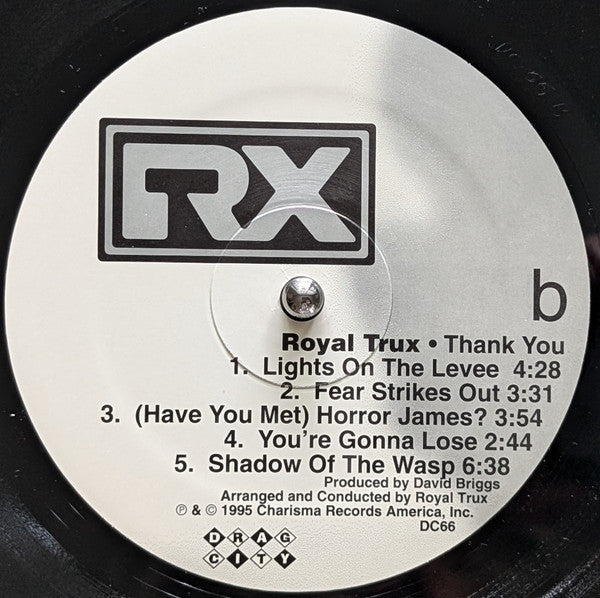 RX
b
Royal Trux • Thank You
1. Lights On The Levee 4:28
2. Fear Strikes Out 3:31
3. (Have You Met) Horror James? 3:54
4. You're Gonna Lose 2:44
5. Shadow Of The Wasp 6:38
Produced by David Briggs
Arranged and Conducted by Royal Trux
℗ & © 1995 Charisma Records America, Inc.
DC66
DRAG
CITY